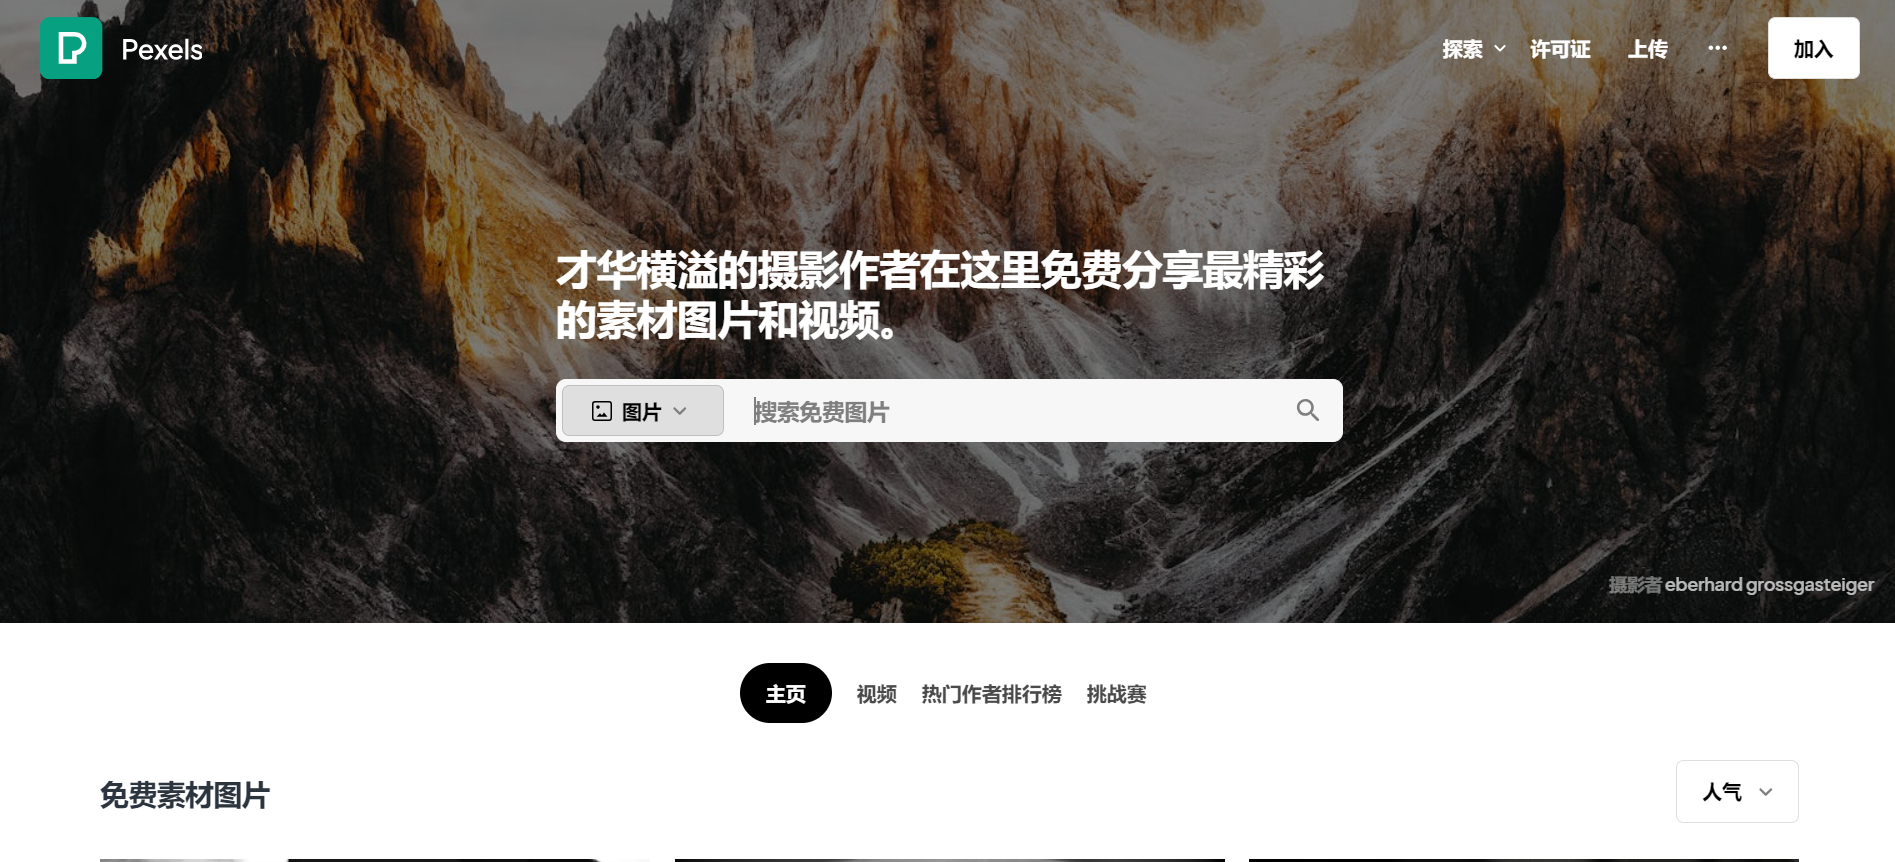 Pexels
探索
许可证
上传
加入
才华横溢的摄影作者在这里免费分享最精彩
的素材图片和视频。
图片
搜索免费图片
摄影者 eberhard grossgasteiger
主页
视频
热门作者排行榜
挑战赛
免费素材图片
人气